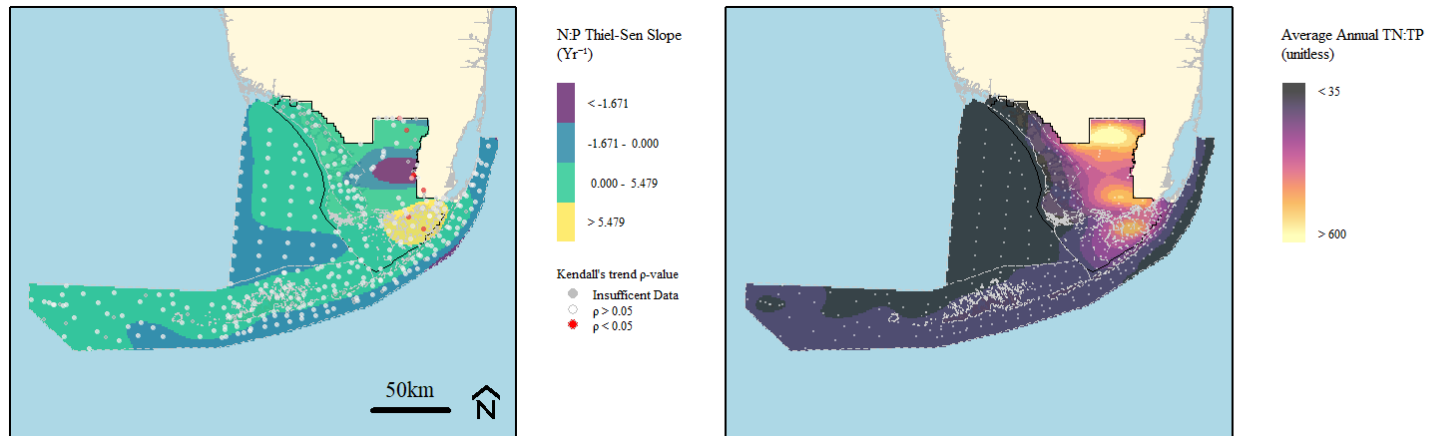 N:P Thiel-Sen Slope
(Yr⁻¹)
< -1.671
-1.671 - 0.000
0.000 - 5.479
> 5.479
Kendall's trend ρ-value
Insufficent Data
ρ > 0.05
ρ < 0.05
50km
N
Average Annual TN:TP
(unitless)
< 35
> 600